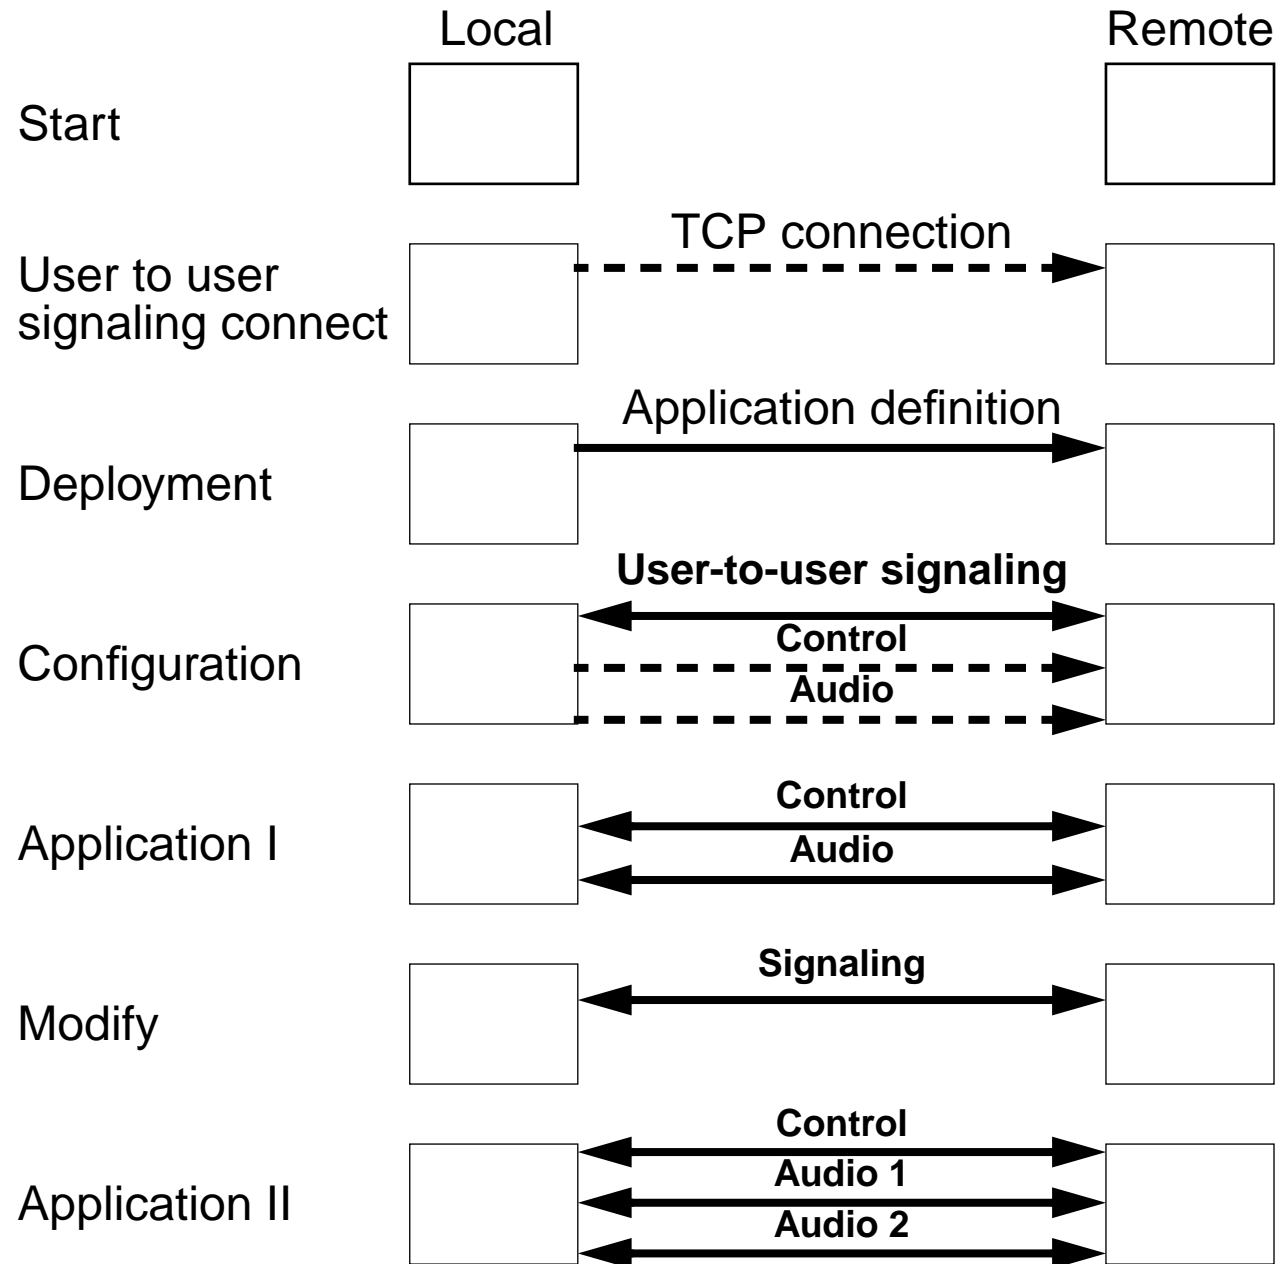 Local
Remote
Start
TCP connection
User to user
signaling connect
Application definition
Deployment
User-to-user signaling
Control
Configuration
Audio
Control
Application I
Audio
Signaling
Modify
Control
Audio 1
Application II
Audio 2